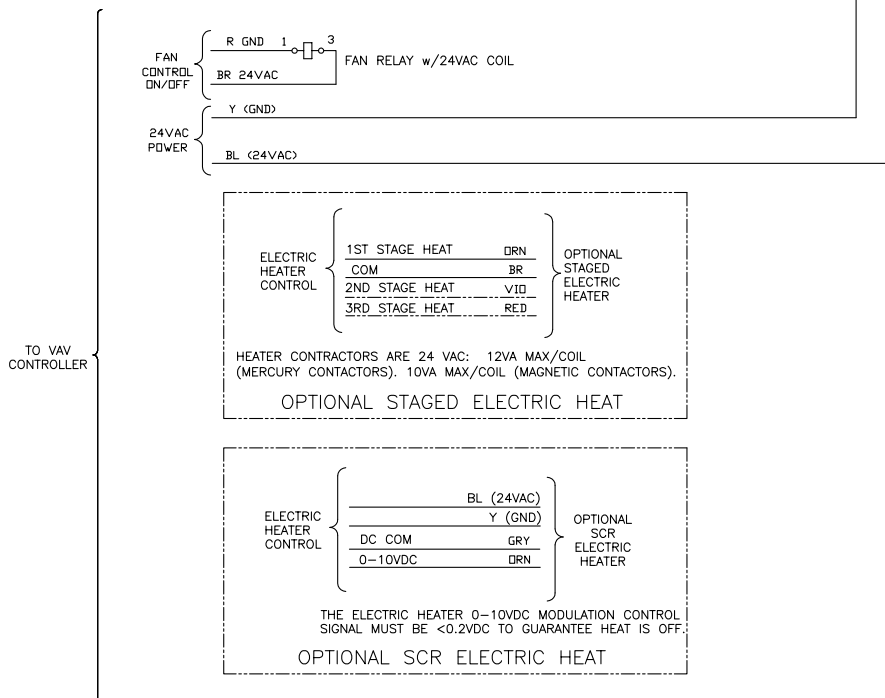 R GND 1 3
FAN
CONTROL
ON/OFF
FAN RELAY w/24VAC COIL
BR 24VAC
Y (GND)
24VAC
POWER
BL (24VAC)
ELECTRIC
HEATER
CONTROL
1ST STAGE HEAT ORN
COM BR
2ND STAGE HEAT VIO
3RD STAGE HEAT RED
OPTIONAL
STAGED
ELECTRIC
HEATER
TO VAV
CONTROLLER
HEATER CONTRACTORS ARE 24 VAC: 12VA MAX/COIL
(MERCURY CONTACTORS). 10VA MAX/COIL (MAGNETIC CONTACTORS).
OPTIONAL STAGED ELECTRIC HEAT
ELECTRIC
HEATER
CONTROL
BL (24VAC)
Y (GND)
DC COM GRY
0-10VDC ORN
OPTIONAL
SCR
ELECTRIC
HEATER
THE ELECTRIC HEATER 0-10VDC MODULATION CONTROL
SIGNAL MUST BE <0.2VDC TO GUARANTEE HEAT IS OFF.
OPTIONAL SCR ELECTRIC HEAT